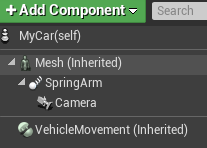 + Add Component Search
MyCar(self)
Mesh (Inherited)
SpringArm
Camera
VehicleMovement (Inherited)